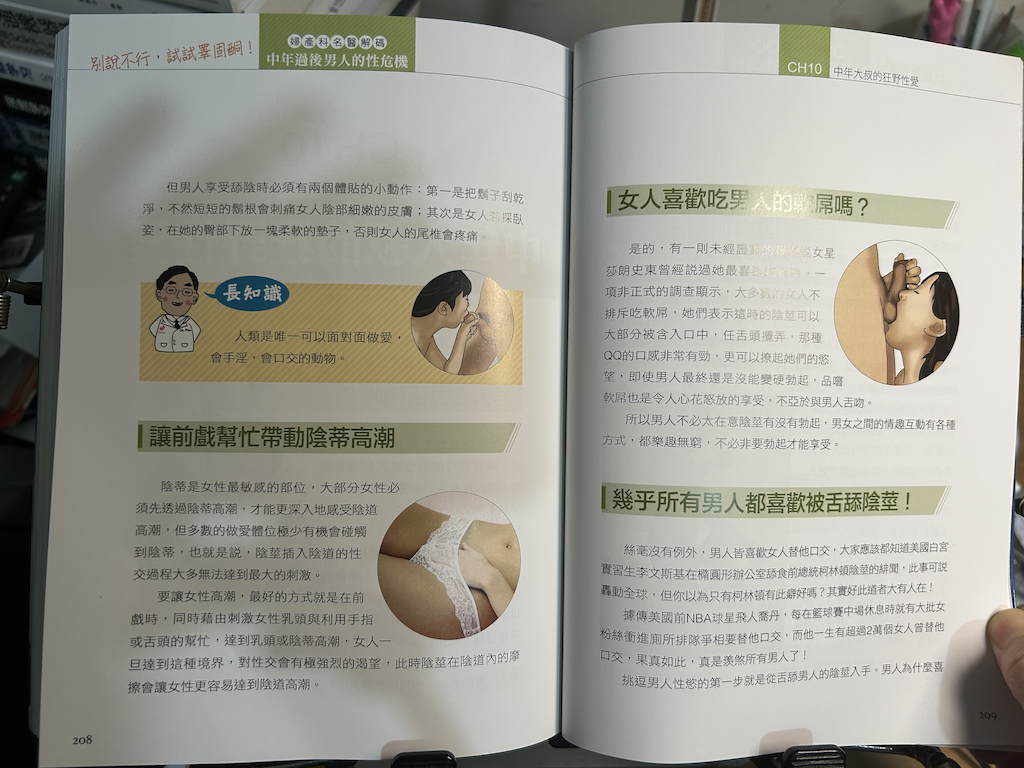 別說不行，試試睪固酮！
婦產科名醫解碼
中年過後男人的性危機
但男人享受舔陰時必須有兩個體貼的小動作：第一是把鬍子刮乾
淨，不然短短的鬍根會刺痛女人陰部細嫩的皮膚；其次是女人若採臥
姿，在她的臀部下放一塊柔軟的墊子，否則女人的尾椎會疼痛。
長知識
人類是唯一可以面對面做愛，
會手淫，會口交的動物。
讓前戲幫忙帶動陰蒂高潮
陰蒂是女性最敏感的部位，大部分女性必
須先透過陰蒂高潮，才能更深入地感受陰道
高潮，但多數的做愛體位極少有機會碰觸
到陰蒂，也就是說，陰莖插入陰道的性
交過程大多無法達到最大的刺激。
要讓女性高潮，最好的方式就是在前
戲時，同時藉由刺激女性乳頭與利用手指
或舌頭的幫忙，達到乳頭或陰蒂高潮，女人一
旦達到這種境界，對性交會有極強烈的渴望，此時陰莖在陰道內的摩
擦會讓女性更容易達到陰道高潮。
208
CH10
中年大叔的狂野性愛
女人喜歡吃男人的軟屌嗎？
是的，有一則未經證實的 女星
莎朗史東曾經説過她最喜 一
項非正式的調查顯示，大多數的女人不
排斥吃軟屌，她們表示這時的陰莖可以
大部分被含入口中，任舌頭攪弄，那種
QQ的口感非常有勁，更可以撩起她們的慾
望，即使男人最終還是沒能變硬勃起，品嚐
軟屌也是令人心花怒放的享受，不亞於與男人舌吻。
所以男人不必太在意陰莖有沒有勃起，男女之間的情趣互動有各種
方式，都樂趣無窮，不必非要勃起才能享受。
幾乎所有男人都喜歡被舌舔陰莖！
絲毫沒有例外，男人皆喜歡女人替他口交，大家應該都知道美國白宮
實習生李文斯基在橢圓形辦公室舔食前總統柯林頓陰莖的緋聞，此事可說
轟動全球，但你以為只有柯林頓有此癖好嗎？其實好此道者大有人在！
據傳美國前NBA球星飛人喬丹，每在籃球賽中場休息時就有大批女
粉絲衝進廁所排隊爭相要替他口交，而他一生有超過2萬個女人曾替他
口交，果真如此，真是羨煞所有男人了！
挑逗男人性慾的第一步就是從舌舔男人的陰莖入手。男人為什麼喜
209